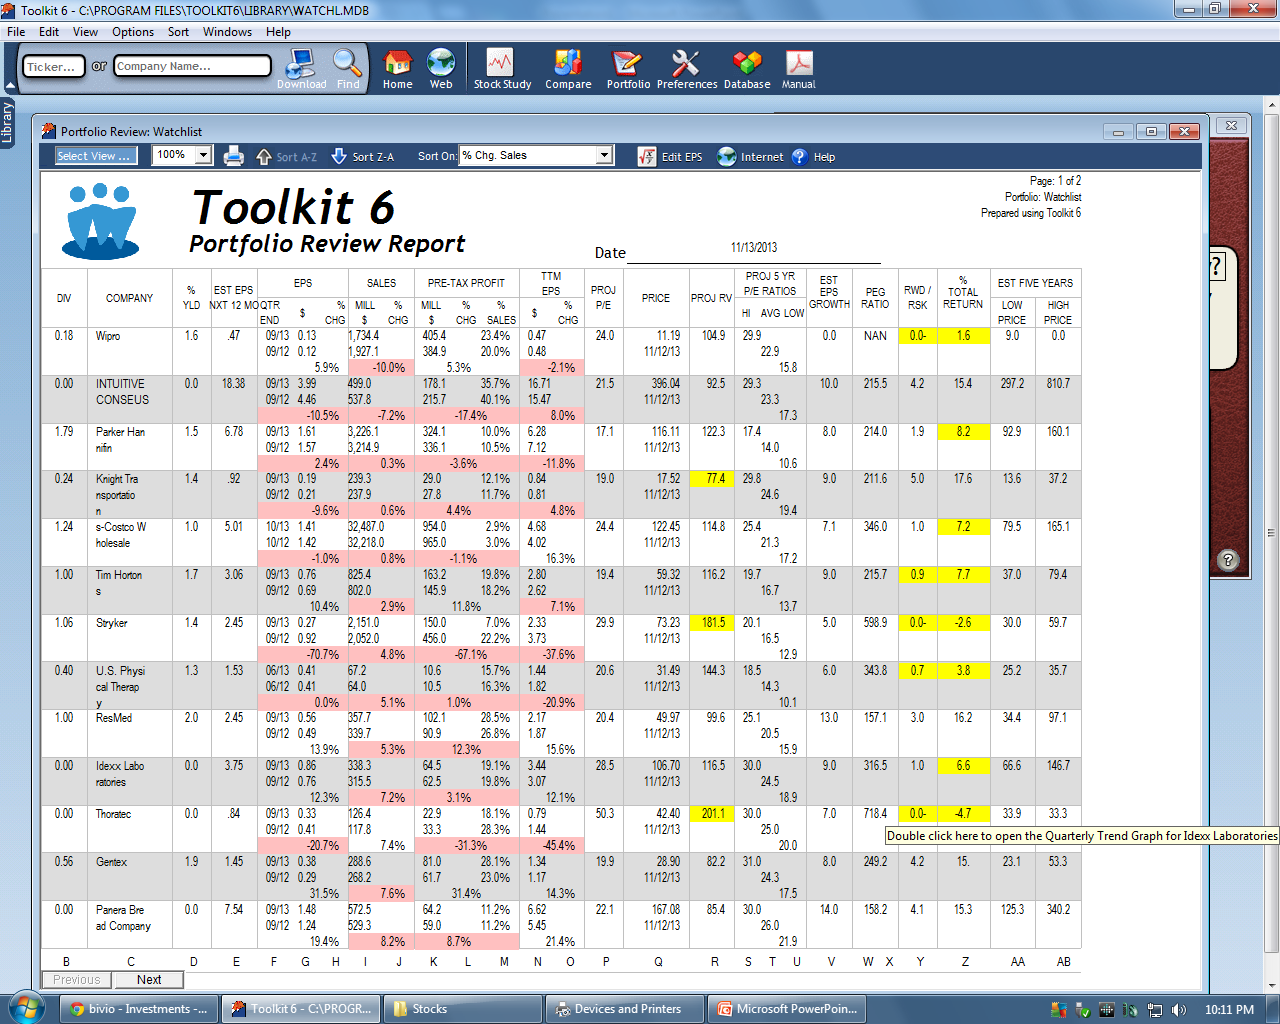 Toolkit 6 - C:\PROGRAM FILES\TOOLKIT6\LIBRARY\WATCHL.MDB
File Edit View Options Sort Windows Help
Ticker... or Company Name... Download Find Home Web Stock Study Compare Portfolio Preferences Database Manual
Library
Portfolio Review: Watchlist
Select View ... 100% Sort A-Z Sort Z-A Sort On: % Chg. Sales Edit EPS Internet Help
Page: 1 of 2
Portfolio: Watchlist
Prepared using Toolkit 6
Toolkit 6
Portfolio Review Report
Date 11/13/2013
DIV COMPANY % YLD EST EPS NXT 12 MO EPS QTR END $ % CHG SALES MILL $ % CHG PRE-TAX PROFIT MILL $ % CHG % SALES TTM EPS $ % CHG PROJ P/E PRICE PROJ RV PROJ 5 YR P/E RATIOS HI AVG LOW EST EPS GROWTH PEG RATIO RWD / RSK % TOTAL RETURN EST FIVE YEARS LOW PRICE HIGH PRICE
0.18 Wipro 1.6 .47 09/13 0.13 1,734.4 405.4 23.4% 0.47 24.0 11.19 104.9 29.9 0.0 NAN 0.0- 1.6 9.0 0.0
09/12 0.12 1,927.1 384.9 20.0% 0.48 11/12/13 22.9
5.9% -10.0% 5.3% -2.1% 15.8
0.00 INTUITIVE 0.0 18.38 09/13 3.99 499.0 178.1 35.7% 16.71 21.5 396.04 92.5 29.3 10.0 215.5 4.2 15.4 297.2 810.7
CONSEUS 09/12 4.46 537.8 215.7 40.1% 15.47 11/12/13 23.3
-10.5% -7.2% -17.4% 8.0% 17.3
1.79 Parker Han 1.5 6.78 09/13 1.61 3,226.1 324.1 10.0% 6.28 17.1 116.11 122.3 17.4 8.0 214.0 1.9 8.2 92.9 160.1
nifin 09/12 1.57 3,214.9 336.1 10.5% 7.12 11/12/13 14.0
2.4% 0.3% -3.6% -11.8% 10.6
0.24 Knight Tra 1.4 .92 09/13 0.19 239.3 29.0 12.1% 0.84 19.0 17.52 77.4 29.8 9.0 211.6 5.0 17.6 13.6 37.2
nsportatio 09/12 0.21 237.9 27.8 11.7% 0.81 11/12/13 24.6
n -9.6% 0.6% 4.4% 4.8% 19.4
1.24 s-Costco W 1.0 5.01 10/13 1.41 32,487.0 954.0 2.9% 4.68 24.4 122.45 114.8 25.4 7.1 346.0 1.0 7.2 79.5 165.1
holesale 10/12 1.42 32,218.0 965.0 3.0% 4.02 11/12/13 21.3
-1.0% 0.8% -1.1% 16.3% 17.2
1.00 Tim Horton 1.7 3.06 09/13 0.76 825.4 163.2 19.8% 2.80 19.4 59.32 116.2 19.7 9.0 215.7 0.9 7.7 37.0 79.4
s 09/12 0.69 802.0 145.9 18.2% 2.62 11/12/13 16.7
10.4% 2.9% 11.8% 7.1% 13.7
1.06 Stryker 1.4 2.45 09/13 0.27 2,151.0 150.0 7.0% 2.33 29.9 73.23 181.5 20.1 5.0 598.9 0.0- -2.6 30.0 59.7
09/12 0.92 2,052.0 456.0 22.2% 3.73 11/12/13 16.5
-70.7% 4.8% -67.1% -37.6% 12.9
0.40 U.S. Physi 1.3 1.53 06/13 0.41 67.2 10.6 15.7% 1.44 20.6 31.49 144.3 18.5 6.0 343.8 0.7 3.8 25.2 35.7
cal Therap 06/12 0.41 64.0 10.5 16.3% 1.82 11/12/13 14.3
y 0.0% 5.1% 1.0% -20.9% 10.1
1.00 ResMed 2.0 2.45 09/13 0.56 357.7 102.1 28.5% 2.17 20.4 49.97 99.6 25.1 13.0 157.1 3.0 16.2 34.4 97.1
09/12 0.49 339.7 90.9 26.8% 1.87 11/12/13 20.5
13.9% 5.3% 12.3% 15.6% 15.9
0.00 Idexx Labo 0.0 3.75 09/13 0.86 338.3 64.5 19.1% 3.44 28.5 106.70 116.5 30.0 9.0 316.5 1.0 6.6 66.6 146.7
ratories 09/12 0.76 315.5 62.5 19.8% 3.07 11/12/13 24.5
12.3% 7.2% 3.1% 12.1% 18.9
0.00 Thoratec 0.0 .84 09/13 0.33 126.4 22.9 18.1% 0.79 50.3 42.40 201.1 30.0 7.0 718.4 0.0- -4.7 33.9 33.3
09/12 0.41 117.8 33.3 28.3% 1.44 11/12/13 25.0
-20.7% 7.4% -31.3% -45.4% 20.0
Double click here to open the Quarterly Trend Graph for Idexx Laboratories
0.56 Gentex 1.9 1.45 09/13 0.38 288.6 81.0 28.1% 1.34 19.9 28.90 82.2 31.0 8.0 249.2 4.2 15. 23.1 53.3
09/12 0.29 268.2 61.7 23.0% 1.17 11/12/13 24.3
31.5% 7.6% 31.4% 14.3% 17.5
0.00 Panera Bre 0.0 7.54 09/13 1.48 572.5 64.2 11.2% 6.62 22.1 167.08 85.4 30.0 14.0 158.2 4.1 15.3 125.3 340.2
ad Company 09/12 1.24 529.3 59.0 11.2% 5.45 11/12/13 26.0
19.4% 8.2% 8.7% 21.4% 21.9
B C D E F G H I J K L M N O P Q R S T U V W X Y Z AA AB
Previous Next
?
?
bivio - Investments -... Toolkit 6 - C:\PROGR... Stocks Devices and Printers Microsoft PowerPoin... 10:11 PM